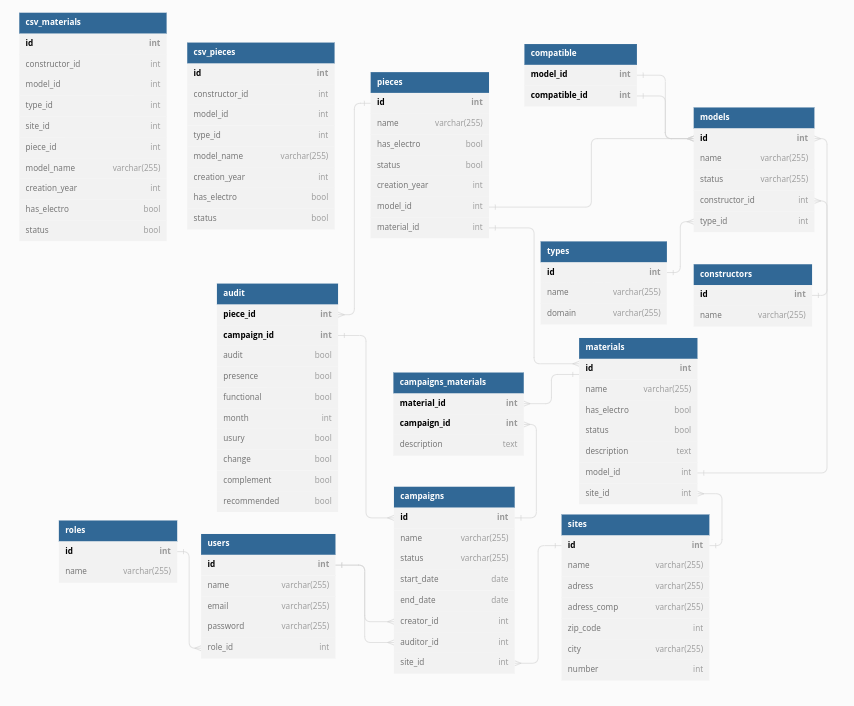 csv_materials
id int
constructor_id int
model_id int
type_id int
site_id int
piece_id int
model_name varchar(255)
creation_year int
has_electro bool
status bool
csv_pieces
id int
constructor_id int
model_id int
type_id int
model_name varchar(255)
creation_year int
has_electro bool
status bool
pieces
id int
name varchar(255)
has_electro bool
status bool
creation_year int
model_id int
material_id int
compatible
model_id int
compatible_id int
models
id int
name varchar(255)
status varchar(255)
constructor_id int
type_id int
types
id int
name varchar(255)
domain varchar(255)
constructors
id int
name varchar(255)
audit
piece_id int
campaign_id int
audit bool
presence bool
functional bool
month int
usury bool
change bool
complement bool
recommended bool
campaigns_materials
material_id int
campaign_id int
description text
materials
id int
name varchar(255)
has_electro bool
status bool
description text
model_id int
site_id int
campaigns
id int
name varchar(255)
status varchar(255)
start_date date
end_date date
creator_id int
auditor_id int
site_id int
sites
id int
name varchar(255)
adress varchar(255)
adress_comp varchar(255)
zip_code int
city varchar(255)
number int
roles
id int
name varchar(255)
users
id int
name varchar(255)
email varchar(255)
password varchar(255)
role_id int